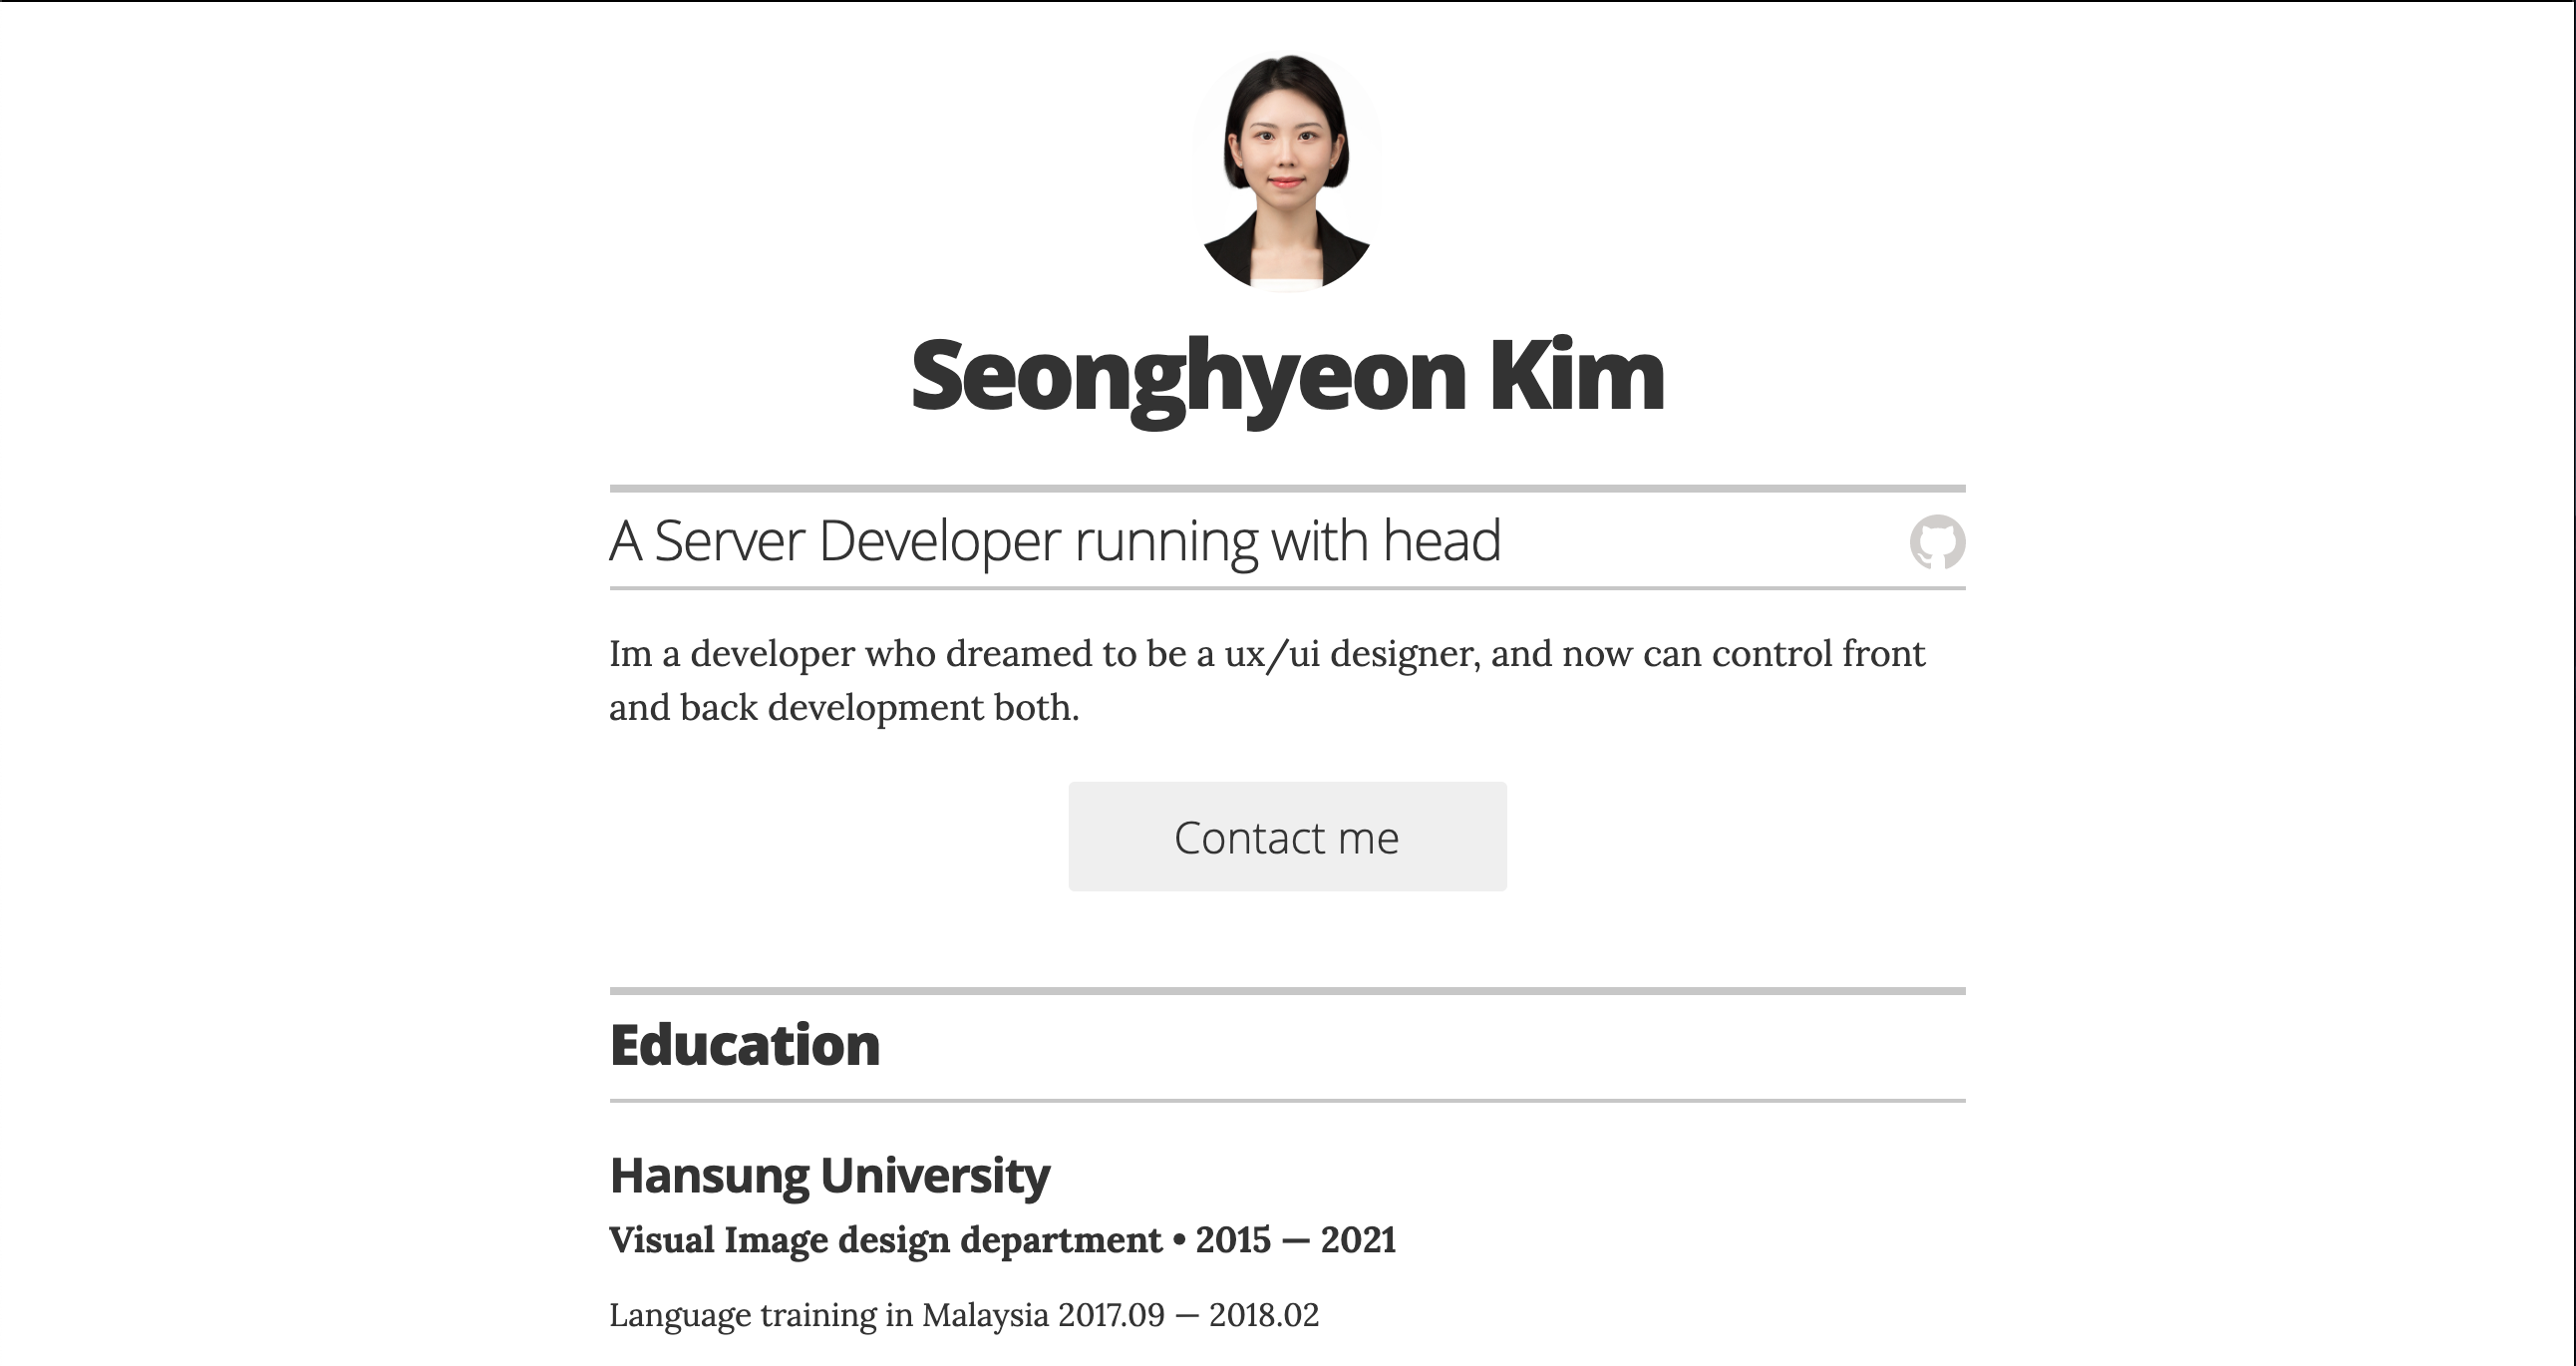 Seonghyeon Kim
A Server Developer running with head
Im a developer who dreamed to be a ux/ui designer, and now can control front
and back development both.
Contact me
Education
Hansung University
Visual Image design department • 2015 — 2021
Language training in Malaysia 2017.09 — 2018.02